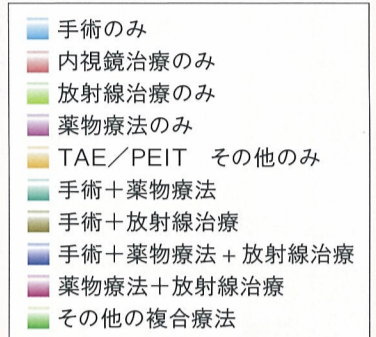 手術のみ
内視鏡治療のみ
放射線治療のみ
薬物療法のみ
TAE／PEIT　その他のみ
手術＋薬物療法
手術＋放射線治療
手術＋薬物療法＋放射線治療
薬物療法＋放射線治療
その他の複合療法